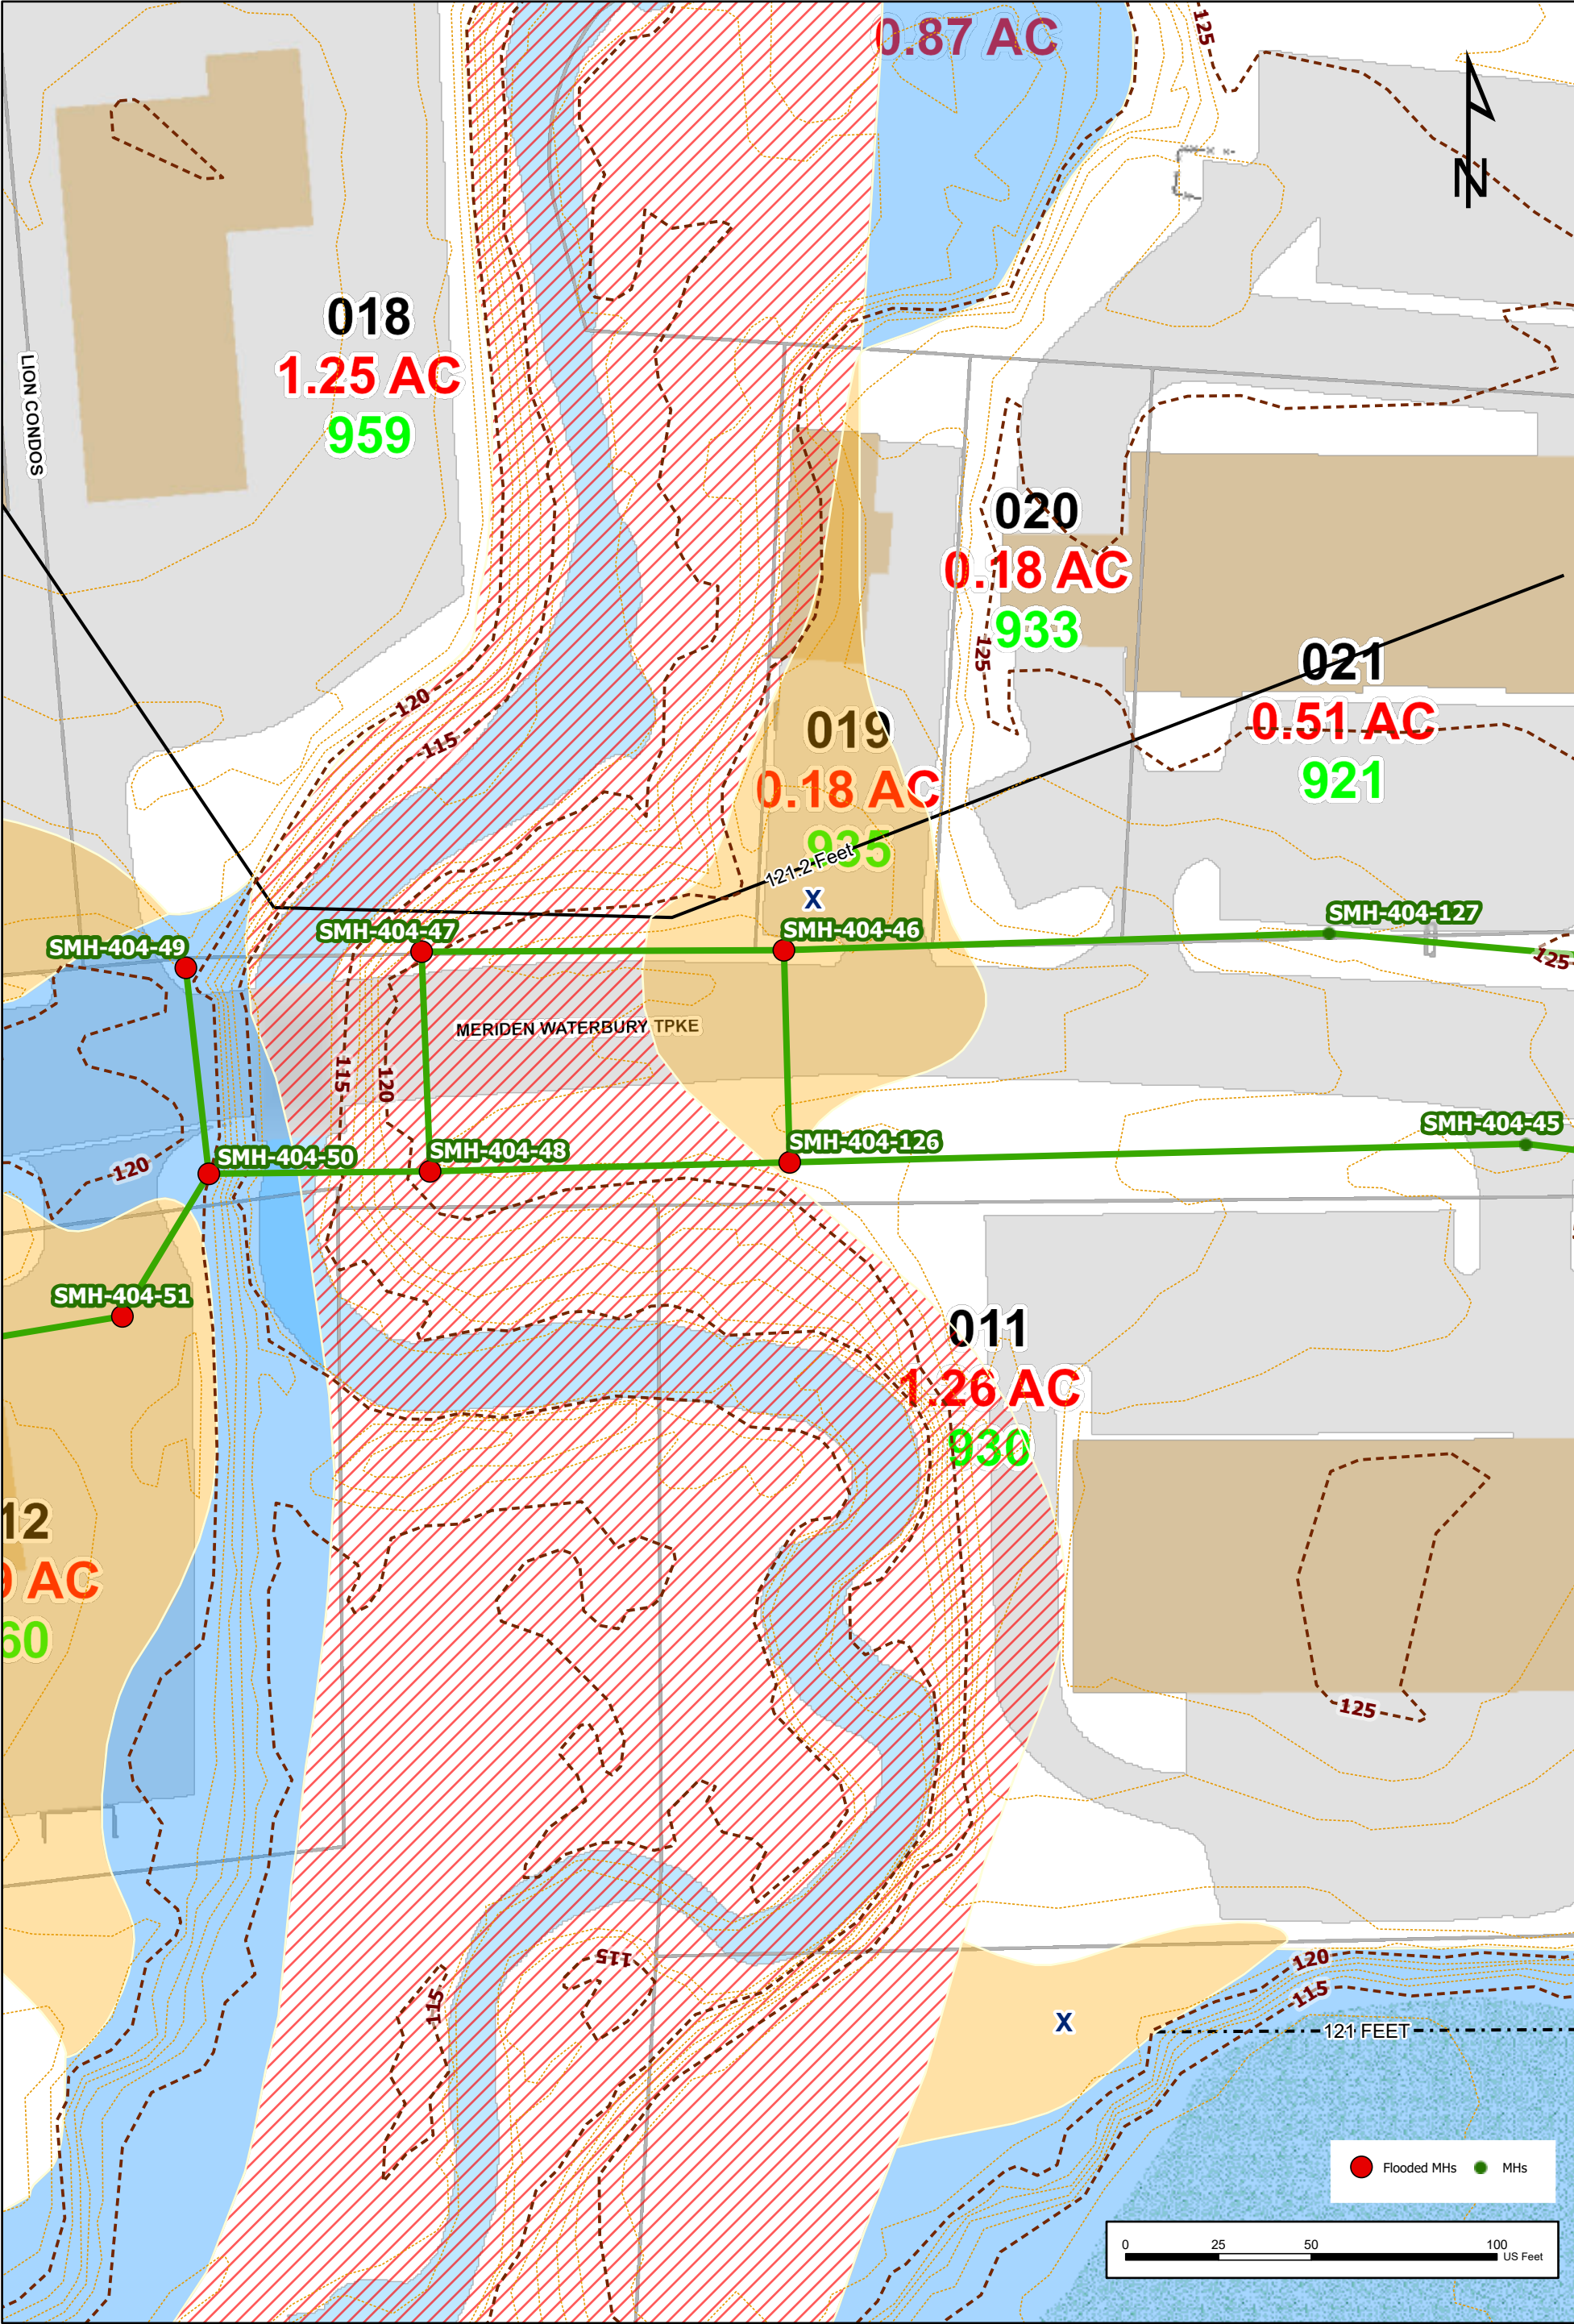 0.87 AC
125
N
018
1.25 AC
959
LION CONDOS
020
0.18 AC
933
125
021
0.51 AC
921
120
115
019
0.18 AC
935
121.2 Feet
X
SMH-404-127
SMH-404-46
SMH-404-47
SMH-404-49
125
MERIDEN WATERBURY TPKE
115
120
SMH-404-45
SMH-404-126
SMH-404-48
SMH-404-50
120
SMH-404-51
011
1.26 AC
930
12
AC
60
125
115
120
115
115
X
121 FEET
Flooded MHs
MHs
0 25 50 100
US Feet